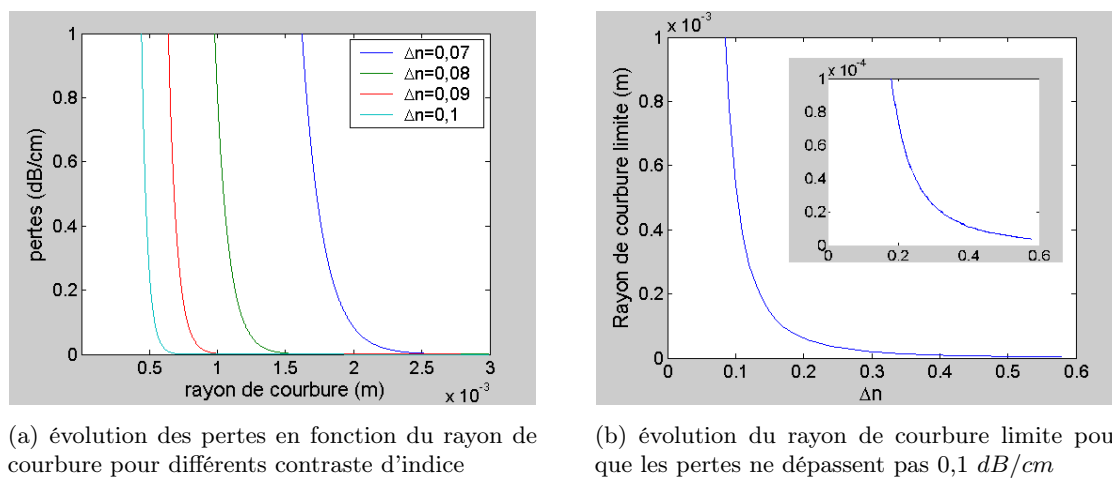 1
0.8
0.6
0.4
0.2
0
0.5
1
1.5
2
2.5
3
x 10⁻³
pertes (dB/cm)
rayon de courbure (m)
Δn=0,07
Δn=0,08
Δn=0,09
Δn=0,1
x 10⁻³
1
0.8
0.6
0.4
0.2
0
0
0.1
0.2
0.3
0.4
0.5
0.6
Rayon de courbure limite (m)
Δn
x 10⁻⁴
1
0.8
0.6
0.4
0.2
0
0
0.2
0.4
0.6
(a) évolution des pertes en fonction du rayon de
courbure pour différents contraste d'indice
(b) évolution du rayon de courbure limite pou
que les pertes ne dépassent pas 0,1 dB/cm